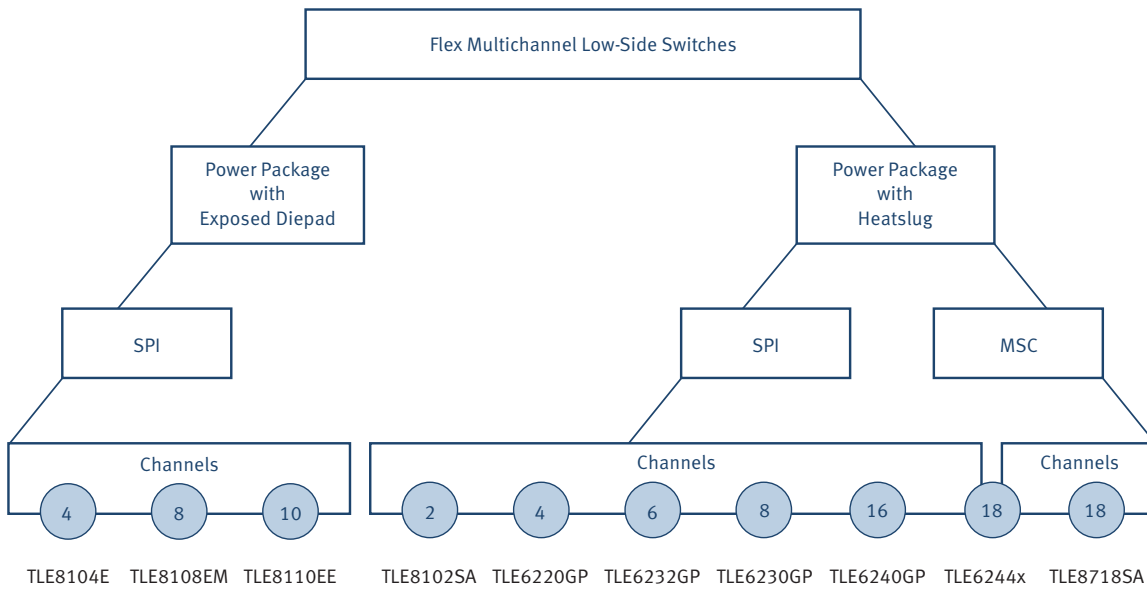 Flex Multichannel Low-Side Switches
Power Package
with
Exposed Diepad
Power Package
with
Heatslug
SPI
SPI
MSC
Channels
Channels
Channels
4
8
10
2
4
6
8
16
18
18
TLE8104E
TLE8108EM
TLE8110EE
TLE8102SA
TLE6220GP
TLE6232GP
TLE6230GP
TLE6240GP
TLE6244x
TLE8718SA